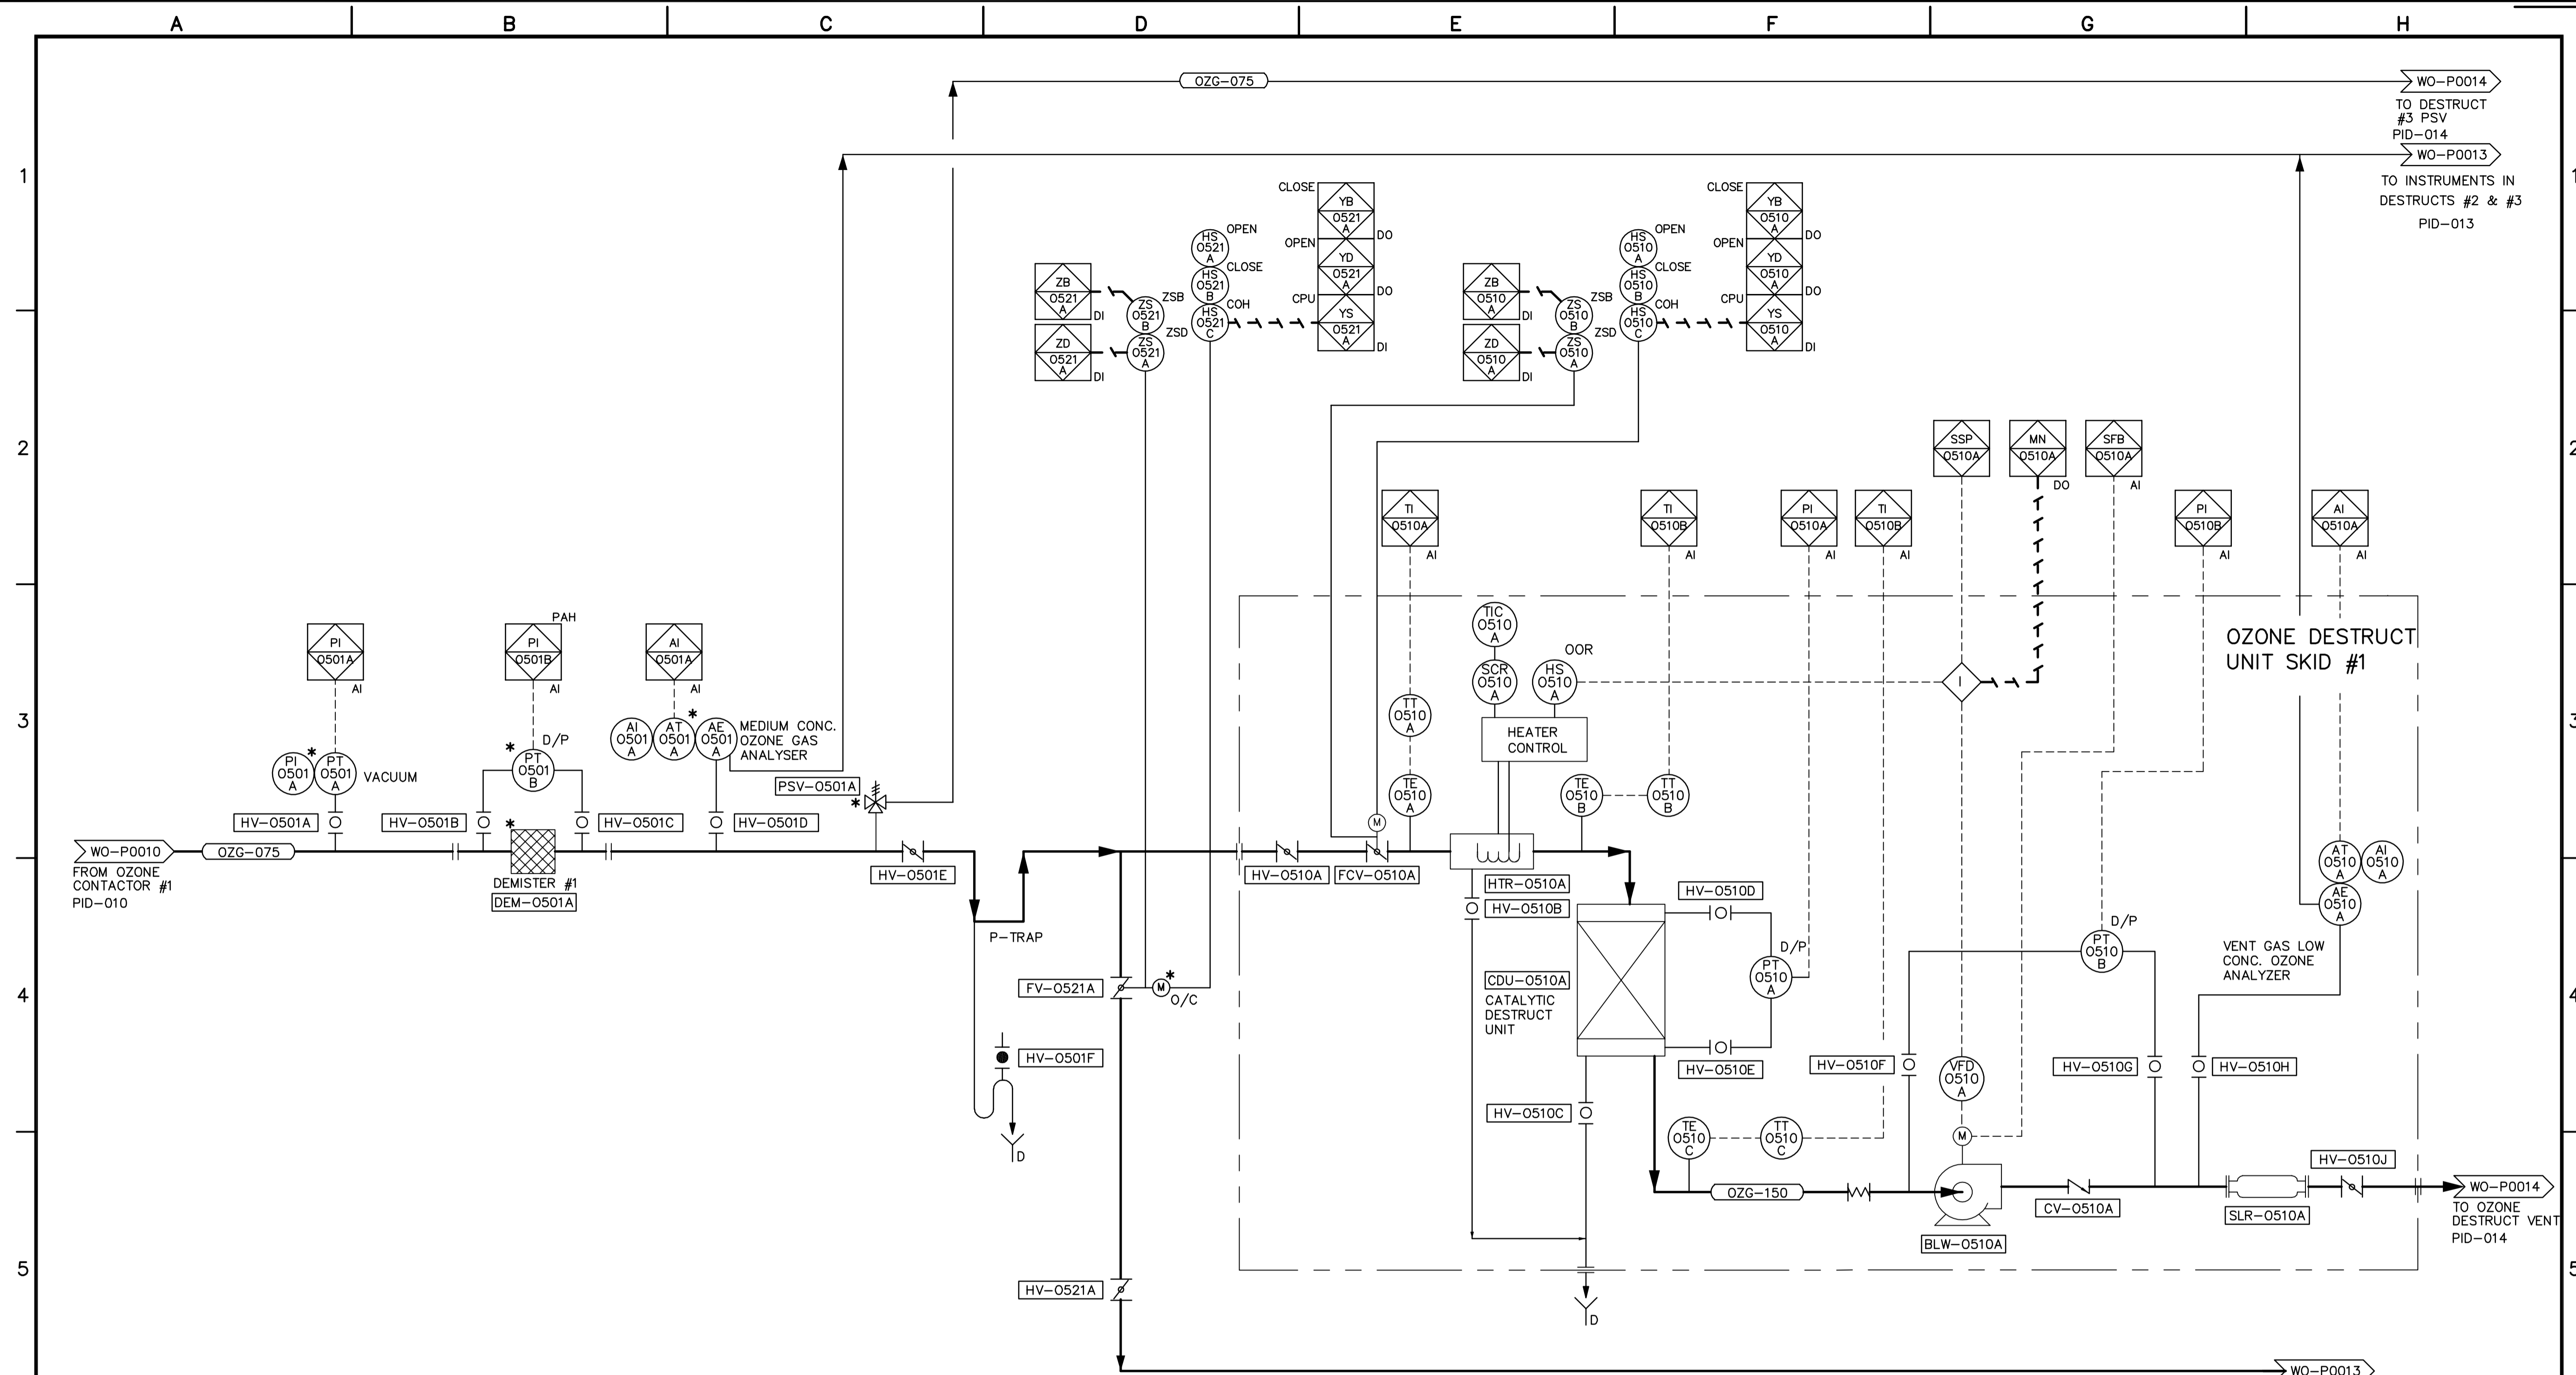 A B C D E F G H
OZG-075
WO-P0014
TO DESTRUCT
#3 PSV
PID-014
WO-P0013
TO INSTRUMENTS IN
DESTRUCTS #2 & #3
PID-013
1
1
CLOSE
YB
0521
A
DO
OPEN
YD
0521
A
DO
CPU
YS
0521
A
DI
HS
0521
A
OPEN
HS
0521
B
CLOSE
HS
0521
C
COH
ZB
0521
A
DI
ZS
0521
B
ZSB
ZD
0521
A
DI
ZS
0521
A
ZSD
CLOSE
YB
0510
A
DO
OPEN
YD
0510
A
DO
CPU
YS
0510
A
DI
HS
0510
A
OPEN
HS
0510
B
CLOSE
HS
0510
C
COH
ZB
0510
A
DI
ZS
0510
B
ZSB
ZD
0510
A
DI
ZS
0510
A
ZSD
2
2
SSP
0510A
MN
0510A
DO
SFB
0510A
AI
TI
0510A
AI
TI
0510B
AI
PI
0510A
AI
TI
0510B
AI
PI
0510B
AI
AI
0510A
AI
OZONE DESTRUCT
UNIT SKID #1
3
3
PI
0501A
AI
PAH
PI
0501B
AI
AI
0501A
AI
PI
0501
A
*
PT
0501
A
VACUUM
*
D/P
PT
0501
B
AI
0501
A
AT
0501
A
*
AE
0501
A
MEDIUM CONC.
OZONE GAS
ANALYSER
PSV-0501A
*
TIC
0510
A
SCR
0510
A
HS
0510
A
OOR
I
TT
0510
A
HEATER
CONTROL
TE
0510
A
TE
0510
B
TT
0510
B
M
HV-0501A
HV-0501B
*
HV-0501C
HV-0501D
WO-P0010
FROM OZONE
CONTACTOR #1
PID-010
OZG-075
DEMISTER #1
DEM-0501A
HV-0501E
P-TRAP
HV-0510A
FCV-0510A
HTR-0510A
HV-0510B
HV-0510D
AT
0510
A
AI
0510
A
AE
0510
A
VENT GAS LOW
CONC. OZONE
ANALYZER
D/P
PT
0510
B
D/P
PT
0510
A
CDU-0510A
CATALYTIC
DESTRUCT
UNIT
4
4
FV-0521A
M
*
O/C
HV-0501F
D
HV-0510E
HV-0510C
HV-0510F
VFD
0510
A
HV-0510G
HV-0510H
TE
0510
C
TT
0510
C
M
OZG-150
BLW-0510A
CV-0510A
SLR-0510A
HV-0510J
WO-P0014
TO OZONE
DESTRUCT VENT
PID-014
5
5
HV-0521A
D
WO-P0013